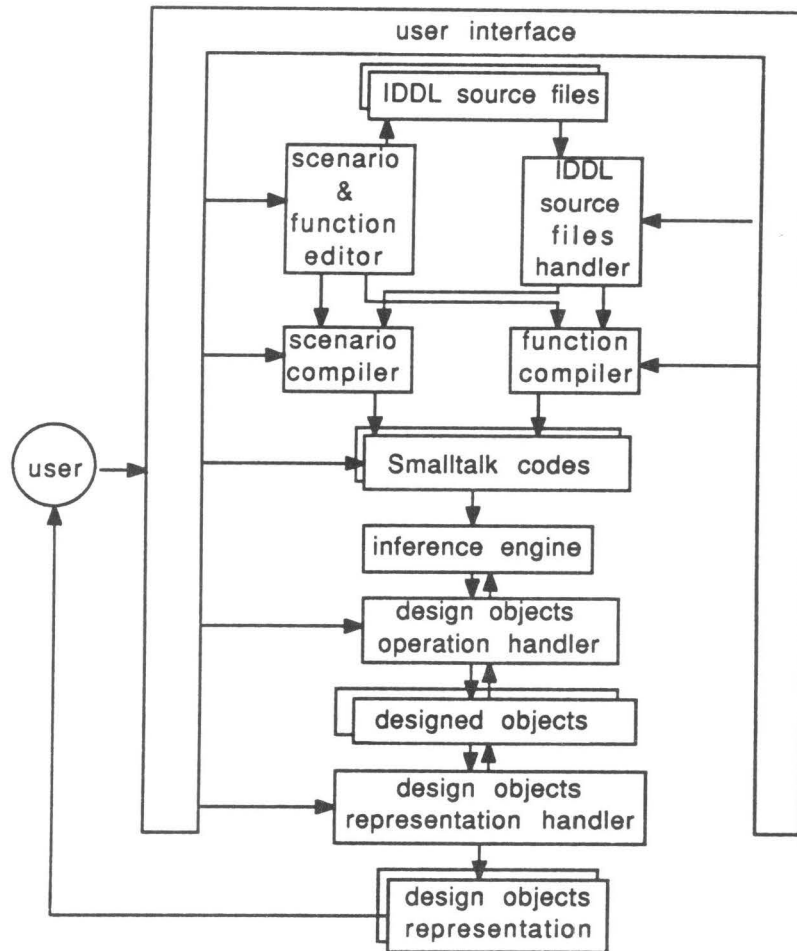 user interface
IDDL source files
scenario
&
function
editor
IDDL
source
files
handler
scenario
compiler
function
compiler
user
Smalltalk codes
inference engine
design objects
operation handler
designed objects
design objects
representation handler
design objects
representation